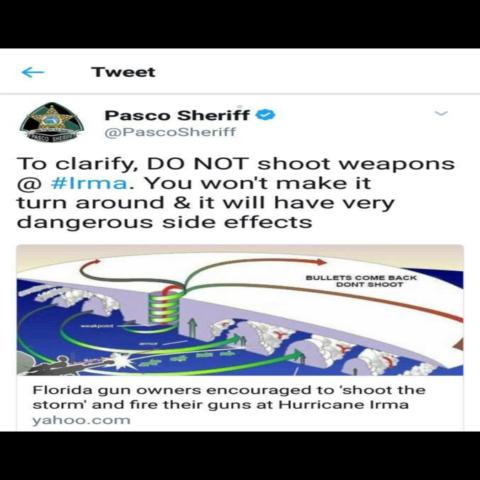 Tweet
PASCO SHERIFF
Pasco Sheriff
@PascoSheriff
To clarify, DO NOT shoot weapons
@ #Irma. You won't make it
turn around & it will have very
dangerous side effects
BULLETS COME BACK
DONT SHOOT
weakpoint
Florida gun owners encouraged to 'shoot the
storm' and fire their guns at Hurricane Irma
yahoo.com